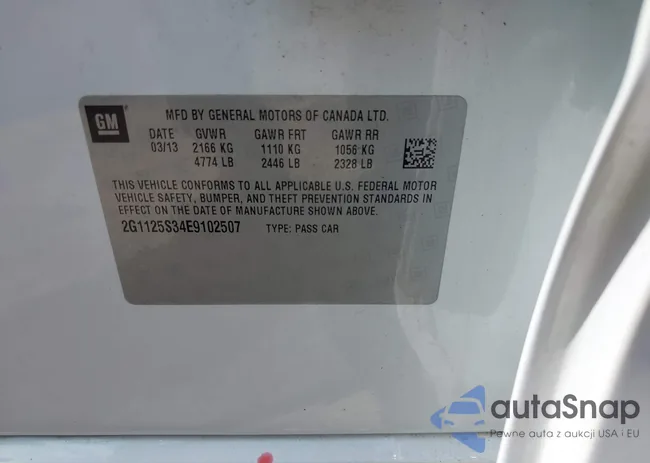 GM
MFD BY GENERAL MOTORS OF CANADA LTD.
DATE GVWR GAWR FRT GAWR RR
03/13 2166 KG 1110 KG 1056 KG
4774 LB 2446 LB 2328 LB
THIS VEHICLE CONFORMS TO ALL APPLICABLE U.S. FEDERAL MOTOR
VEHICLE SAFETY, BUMPER, AND THEFT PREVENTION STANDARDS IN
EFFECT ON THE DATE OF MANUFACTURE SHOWN ABOVE.
2G1125S34E9102507 TYPE: PASS CAR
autoSnap
Pewne auta z aukcji USA i EU